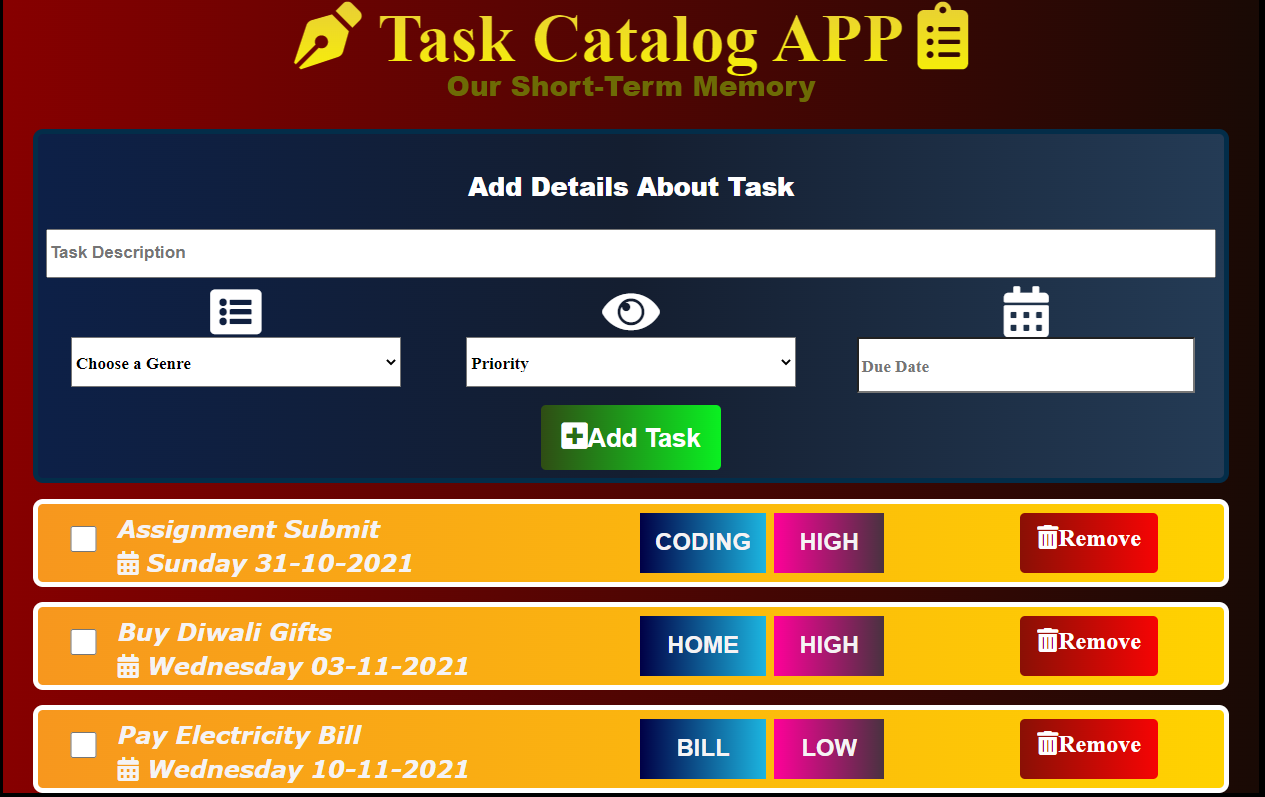 Task Catalog APP
Our Short-Term Memory
Add Details About Task
Task Description
Choose a Genre
Priority
Due Date
Add Task
Assignment Submit
Sunday 31-10-2021
CODING
HIGH
Remove
Buy Diwali Gifts
Wednesday 03-11-2021
HOME
HIGH
Remove
Pay Electricity Bill
Wednesday 10-11-2021
BILL
LOW
Remove